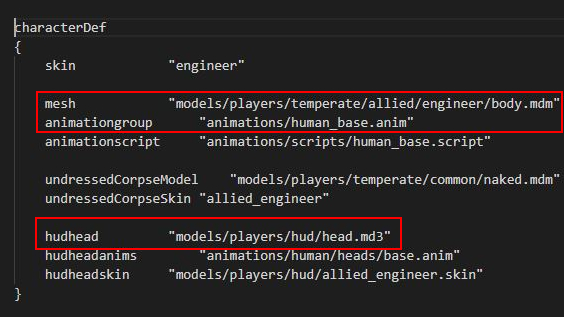 characterDef
{
skin "engineer"
mesh "models/players/temperate/allied/engineer/body.mdm"
animationgroup "animations/human_base.anim"
animationscript "animations/scripts/human_base.script"
undressedCorpseModel "models/players/temperate/common/naked.mdm"
undressedCorpseSkin "allied_engineer"
hudhead "models/players/hud/head.md3"
hudheadanims "animations/human/heads/base.anim"
hudheadskin "models/players/hud/allied_engineer.skin"
}